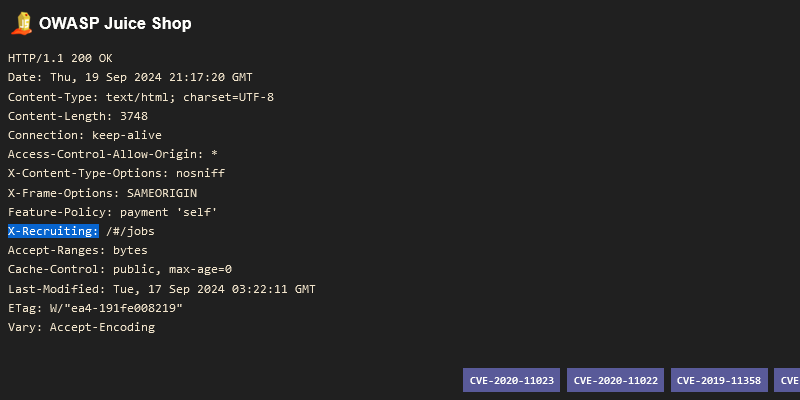 OWASP Juice Shop
HTTP/1.1 200 OK
Date: Thu, 19 Sep 2024 21:17:20 GMT
Content-Type: text/html; charset=UTF-8
Content-Length: 3748
Connection: keep-alive
Access-Control-Allow-Origin: *
X-Content-Type-Options: nosniff
X-Frame-Options: SAMEORIGIN
Feature-Policy: payment 'self'
X-Recruiting: /#/jobs
Accept-Ranges: bytes
Cache-Control: public, max-age=0
Last-Modified: Tue, 17 Sep 2024 03:22:11 GMT
ETag: W/"ea4-191fe008219"
Vary: Accept-Encoding
CVE-2020-11023 CVE-2020-11022 CVE-2019-11358 CVE